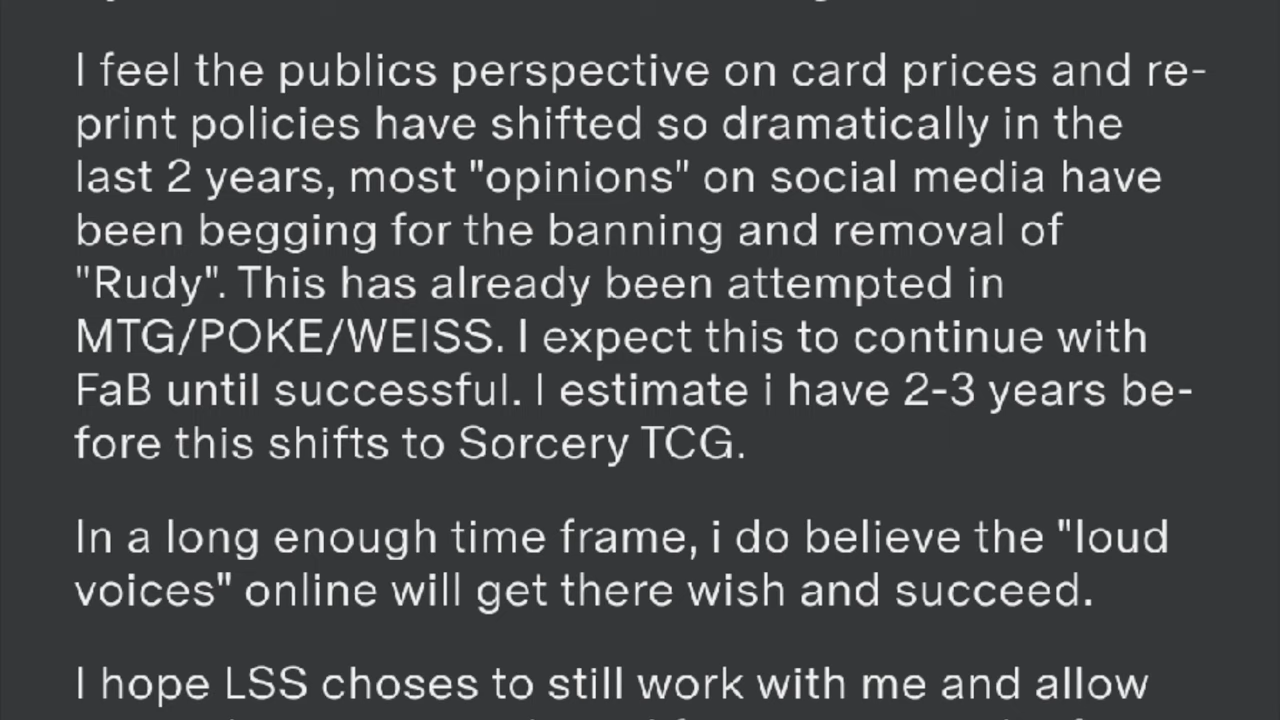 I feel the publics perspective on card prices and re-
print policies have shifted so dramatically in the
last 2 years, most "opinions" on social media have
been begging for the banning and removal of
"Rudy". This has already been attempted in
MTG/POKE/WEISS. I expect this to continue with
FaB until successful. I estimate i have 2-3 years be-
fore this shifts to Sorcery TCG.
In a long enough time frame, i do believe the "loud
voices" online will get there wish and succeed.
I hope LSS choses to still work with me and allow